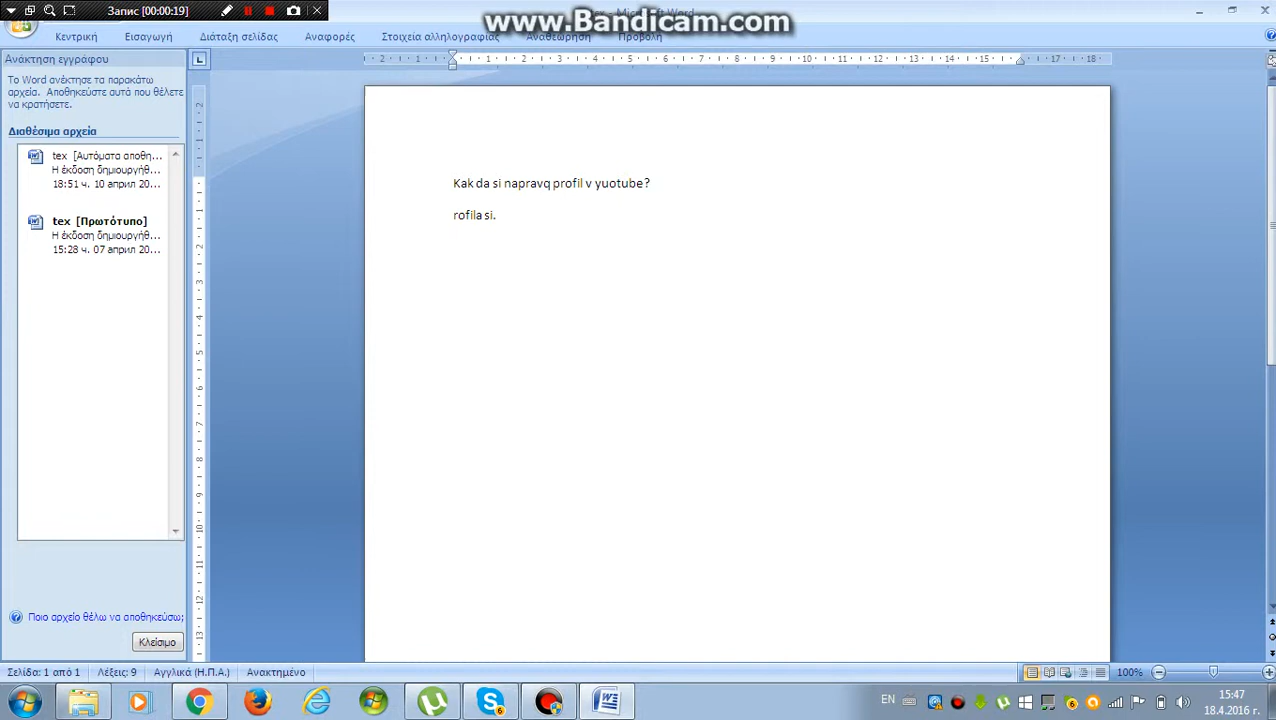 Запис [00:00:19]
www.Bandicam.com
Κεντρική Εισαγωγή Διάταξη σελίδας Αναφορές Στοιχεία αλληλογραφίας Αναθεώρηση Προβολή
Ανάκτηση εγγράφου
Το Word ανέκτησε τα παρακάτω
αρχεία. Αποθηκεύστε αυτά που θέλετε
να κρατήσετε.
Διαθέσιμα αρχεία
tex [Αυτόματα αποθη...
Η έκδοση δημιουργήθ...
18:51 ч. 10 април 20...
tex [Πρωτότυπο]
Η έκδοση δημιουργήθ...
15:28 ч. 07 април 20...
Ποιο αρχείο θέλω να αποθηκεύσω;
Κλείσιμο
Kak da si napravq profil v yuotube?
rofila si.
Σελίδα: 1 από 1 Λέξεις: 9 Αγγλικά (Η.Π.Α.) Ανακτημένο 100%
EN 15:47
18.4.2016 г.